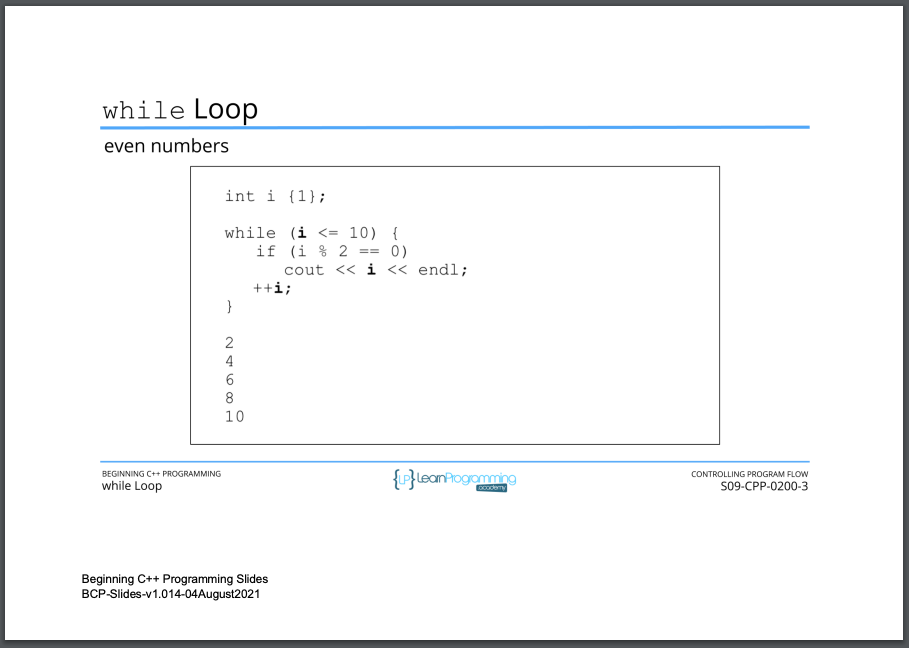 while Loop
even numbers
int i {1};
while (i <= 10) {
if (i % 2 == 0)
cout << i << endl;
++i;
}
2
4
6
8
10
BEGINNING C++ PROGRAMMING
while Loop
{LP} LearnProgramming
academy
CONTROLLING PROGRAM FLOW
S09-CPP-0200-3
Beginning C++ Programming Slides
BCP-Slides-v1.014-04August2021